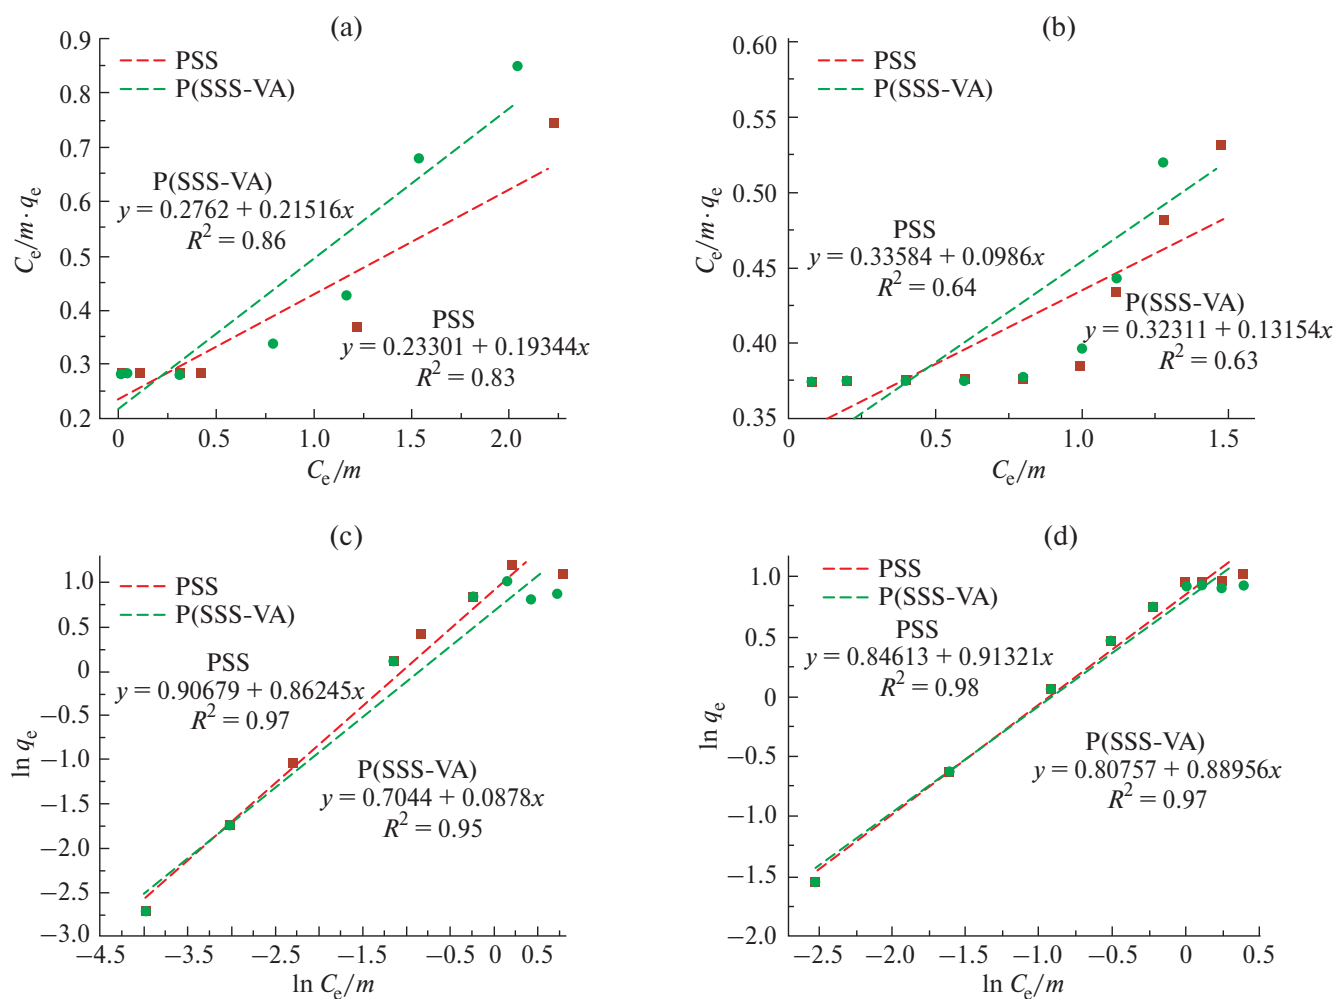 (a)
0.9
0.8
0.7
0.6
0.5
0.4
0.3
0.2
C_e/m · q_e
PSS
P(SSS-VA)
P(SSS-VA)
y = 0.2762 + 0.21516x
R² = 0.86
PSS
y = 0.23301 + 0.19344x
R² = 0.83
0 0.5 1.0 1.5 2.0
C_e/m
(b)
0.60
0.55
0.50
0.45
0.40
0.35
C_e/m · q_e
PSS
P(SSS-VA)
PSS
y = 0.33584 + 0.0986x
R² = 0.64
P(SSS-VA)
y = 0.32311 + 0.13154x
R² = 0.63
0 0.5 1.0 1.5
C_e/m
(c)
1.0
0.5
0
−0.5
−1.0
−1.5
−2.0
−2.5
−3.0
ln q_e
PSS
P(SSS-VA)
PSS
y = 0.90679 + 0.86245x
R² = 0.97
P(SSS-VA)
y = 0.7044 + 0.0878x
R² = 0.95
−4.5 −3.5 −2.5 −1.5 −0.5 0 0.5
ln C_e/m
(d)
1.0
0.5
0
−0.5
−1.0
−1.5
−2.0
ln q_e
PSS
P(SSS-VA)
PSS
y = 0.84613 + 0.91321x
R² = 0.98
P(SSS-VA)
y = 0.80757 + 0.88956x
R² = 0.97
−2.5 −2.0 −1.5 −1.0 −0.5 0 0.5
ln C_e/m